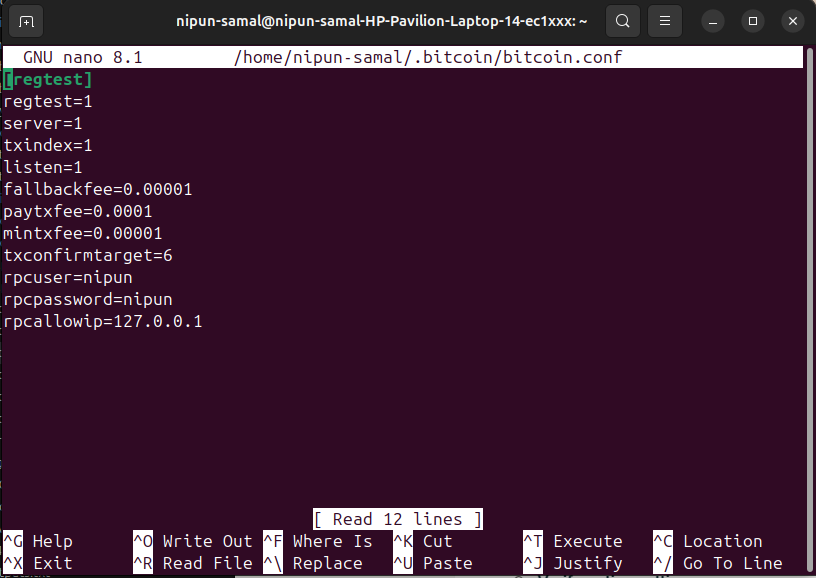 nipun-samal@nipun-samal-HP-Pavilion-Laptop-14-ec1xxx: ~
GNU nano 8.1 /home/nipun-samal/.bitcoin/bitcoin.conf
[regtest]
regtest=1
server=1
txindex=1
listen=1
fallbackfee=0.00001
paytxfee=0.0001
mintxfee=0.00001
txconfirmtarget=6
rpcuser=nipun
rpcpassword=nipun
rpcallowip=127.0.0.1
[ Read 12 lines ]
^G Help ^O Write Out ^F Where Is ^K Cut ^T Execute ^C Location
^X Exit ^R Read File ^\ Replace ^U Paste ^J Justify ^/ Go To Line